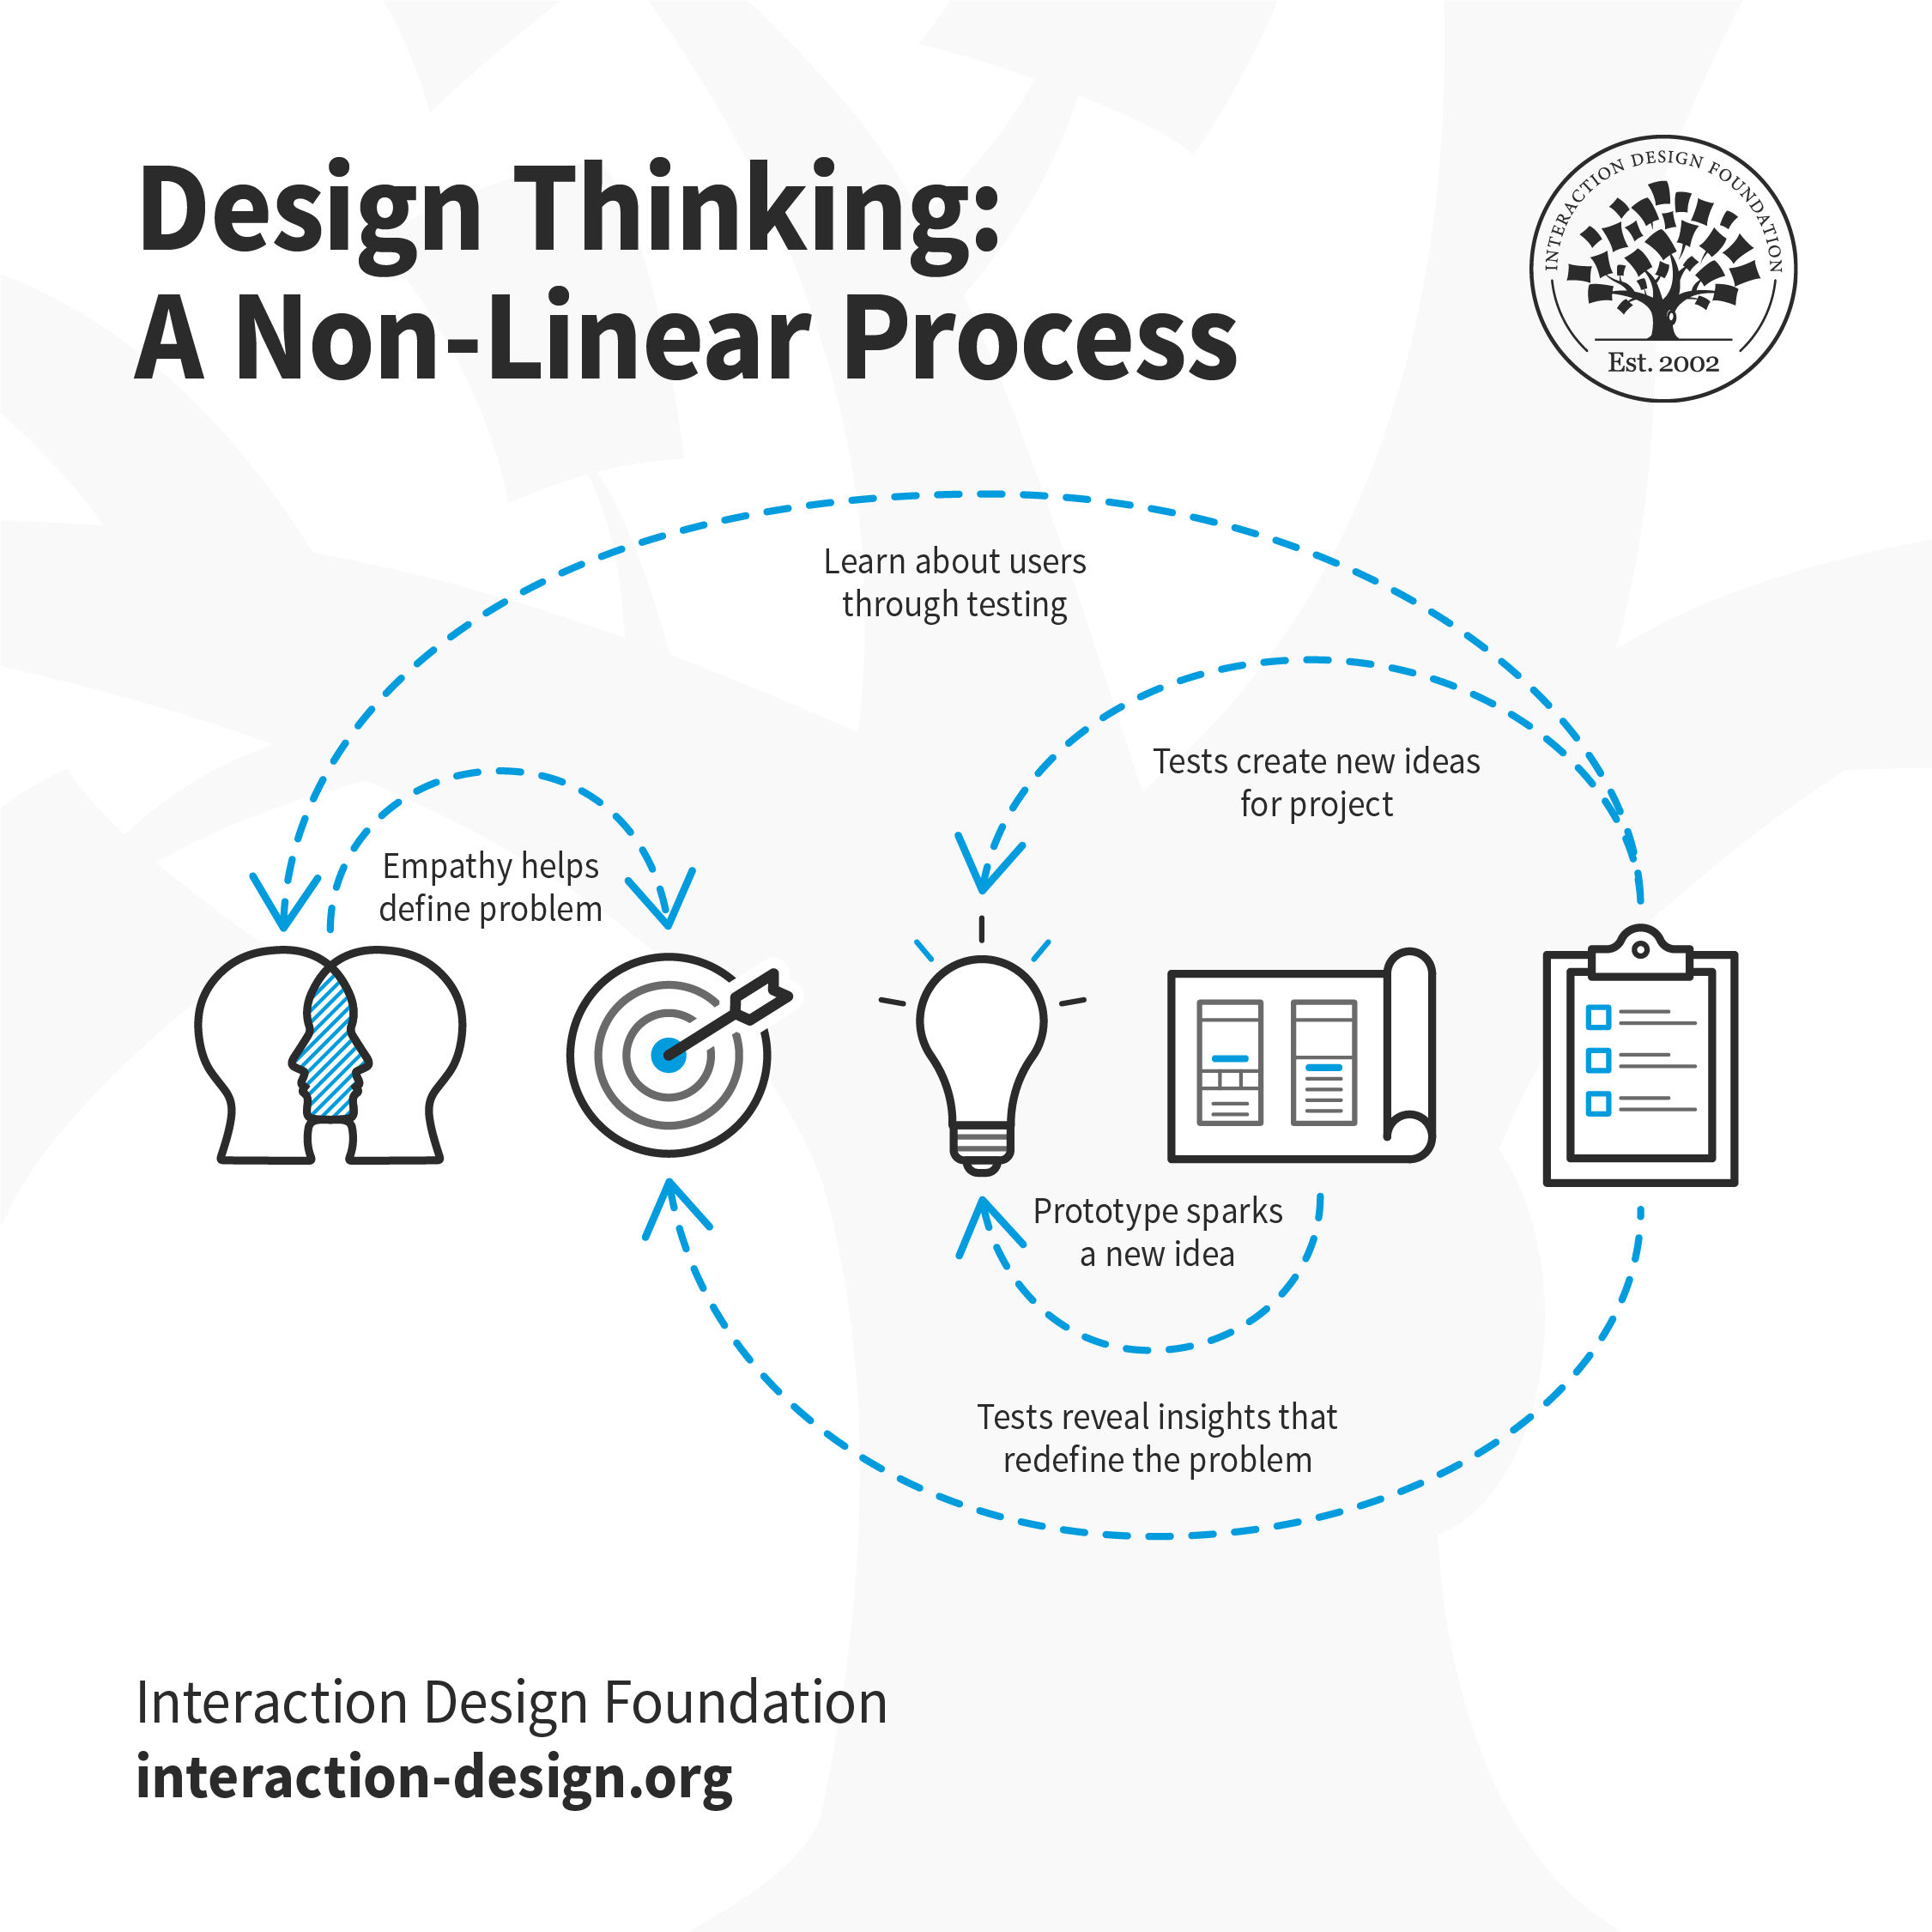 Design Thinking:
A Non-Linear Process
INTERACTION DESIGN FOUNDATION
Est. 2002
Learn about users
through testing
Tests create new ideas
for project
Empathy helps
define problem
Prototype sparks
a new idea
Tests reveal insights that
redefine the problem
Interaction Design Foundation
interaction-design.org